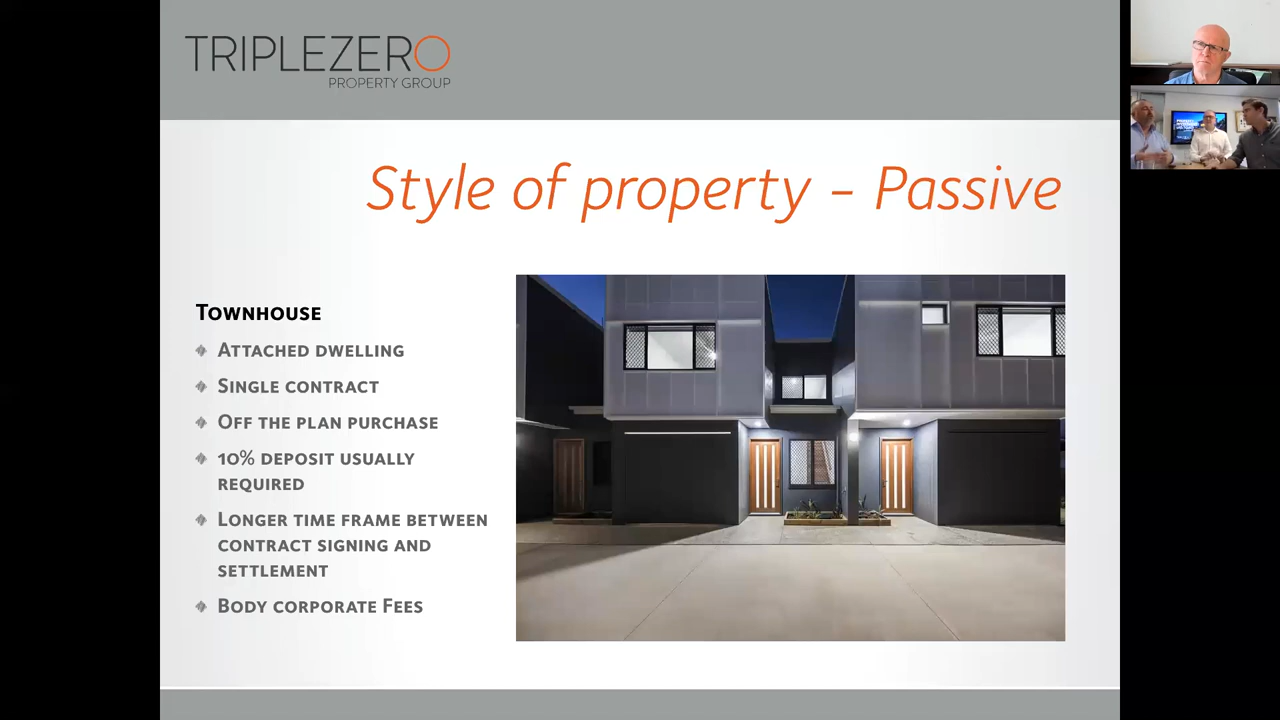 TRIPLEZERO
PROPERTY GROUP
Style of property – Passive
Townhouse
Attached dwelling
Single contract
Off the plan purchase
10% deposit usually
required
Longer time frame between
contract signing and
settlement
Body corporate Fees